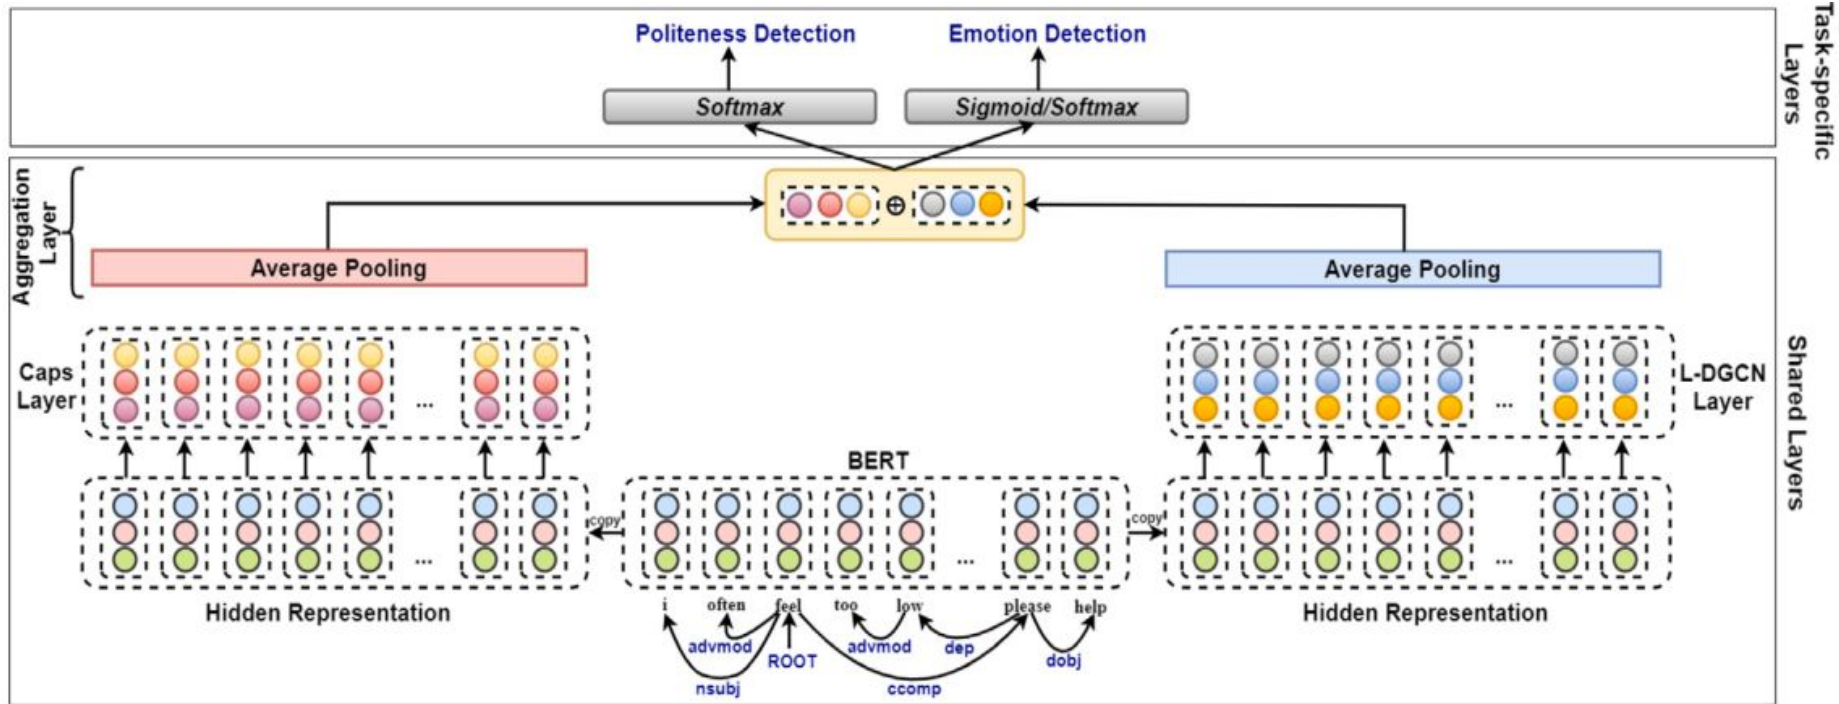 Politeness Detection
Emotion Detection
Softmax
Sigmoid/Softmax
Task-specific
Layers
Aggregation
Layer
⊕
Average Pooling
Average Pooling
Caps
Layer
...
...
L-DGCN
Layer
Shared Layers
BERT
copy
copy
...
...
...
Hidden Representation
Hidden Representation
i often feel too low please help
advmod
ROOT
advmod
dep
dobj
nsubj
ccomp